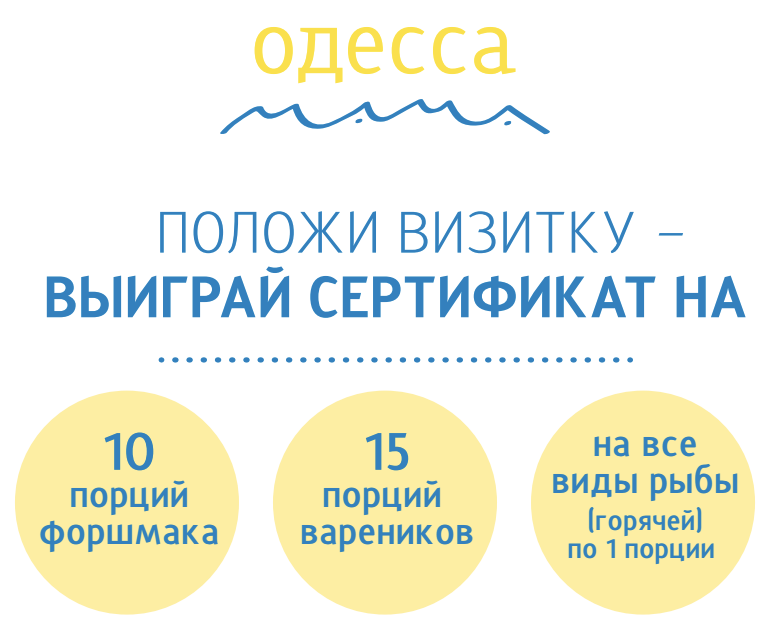 одесса
мама
ПОЛОЖИ ВИЗИТКУ –
ВЫИГРАЙ СЕРТИФИКАТ НА
10
порций
форшмака
15
порций
вареников
на все
виды рыбы
(горячей)
по 1 порции